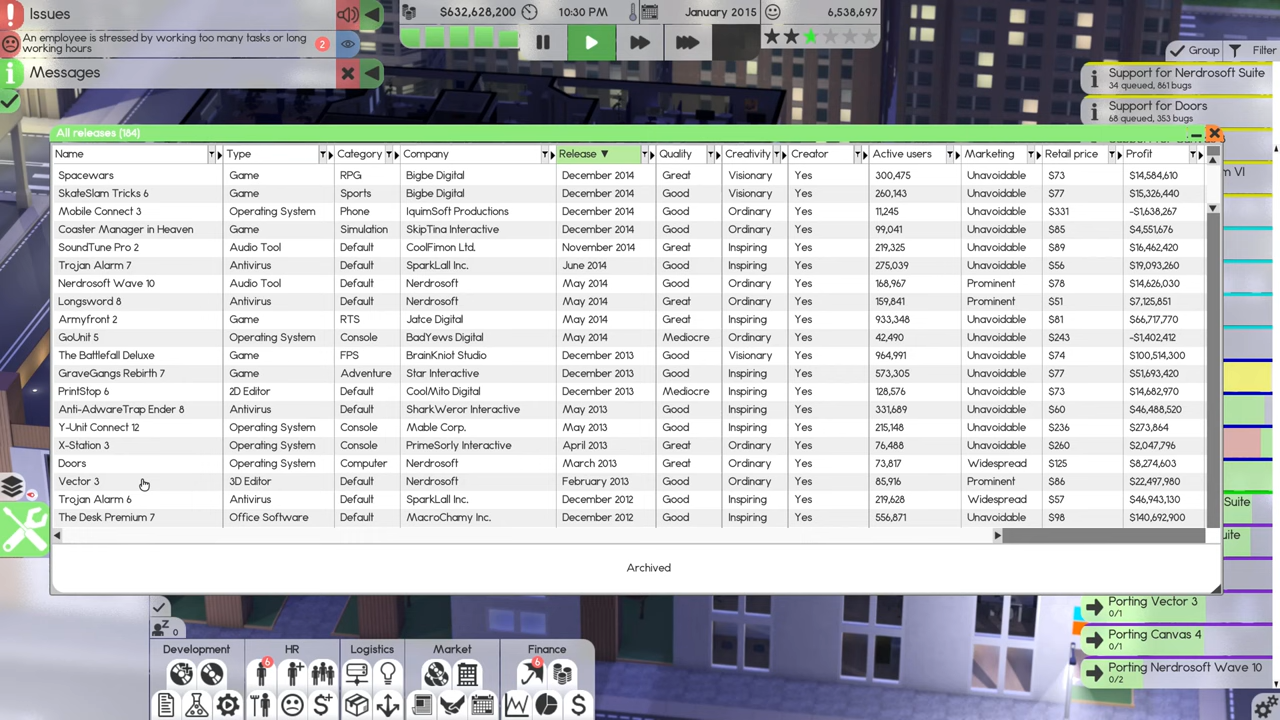 Issues
An employee is stressed by working too many tasks or long
working hours
2
Messages
$632,628,200 10:30 PM January 2015 6,538,697
Group Filter
Support for Nerdrosoft Suite
34 queued, 861 bugs
Support for Doors
68 queued, 353 bugs
All releases (184)
Name Type Category Company Release ▼ Quality Creativity Creator Active users Marketing Retail price Profit
Spacewars Game RPG Bigbe Digital December 2014 Great Visionary Yes 300,475 Unavoidable $73 $14,584,610
SkateSlam Tricks 6 Game Sports Bigbe Digital December 2014 Good Visionary Yes 260,143 Unavoidable $77 $15,326,440
Mobile Connect 3 Operating System Phone IquimSoft Productions December 2014 Good Ordinary Yes 11,245 Unavoidable $331 -$1,638,267
Coaster Manager in Heaven Game Simulation SkipTina Interactive December 2014 Good Ordinary Yes 99,041 Unavoidable $85 $4,551,676
SoundTune Pro 2 Audio Tool Default CoolFimon Ltd. November 2014 Great Inspiring Yes 219,325 Unavoidable $89 $16,462,420
Trojan Alarm 7 Antivirus Default SparkLall Inc. June 2014 Good Inspiring Yes 275,039 Unavoidable $56 $19,093,260
Nerdrosoft Wave 10 Audio Tool Default Nerdrosoft May 2014 Good Ordinary Yes 168,967 Prominent $78 $14,626,030
Longsword 8 Antivirus Default Nerdrosoft May 2014 Great Ordinary Yes 159,841 Prominent $51 $7,125,851
Armyfront 2 Game RTS Jatce Digital May 2014 Great Inspiring Yes 933,348 Unavoidable $81 $66,717,770
GoUnit 5 Operating System Console BadYews Digital May 2014 Mediocre Ordinary Yes 42,490 Unavoidable $243 -$1,402,412
The Battlefall Deluxe Game FPS BrainKniot Studio December 2013 Good Visionary Yes 964,991 Unavoidable $74 $100,514,300
GraveGangs Rebirth 7 Game Adventure Star Interactive December 2013 Good Inspiring Yes 573,305 Unavoidable $77 $51,693,420
PrintStop 6 2D Editor Default CoolMito Digital December 2013 Mediocre Inspiring Yes 128,576 Unavoidable $73 $14,682,970
Anti-AdwareTrap Ender 8 Antivirus Default SharkWeror Interactive May 2013 Good Inspiring Yes 331,689 Unavoidable $60 $46,488,520
Y-Unit Connect 12 Operating System Console Mable Corp. May 2013 Good Inspiring Yes 215,148 Unavoidable $236 $273,864
X-Station 3 Operating System Console PrimeSorly Interactive April 2013 Great Ordinary Yes 76,488 Unavoidable $260 $2,047,796
Doors Operating System Computer Nerdrosoft March 2013 Great Ordinary Yes 73,817 Widespread $125 $8,274,603
Vector 3 3D Editor Default Nerdrosoft February 2013 Good Ordinary Yes 85,916 Prominent $86 $22,497,980
Trojan Alarm 6 Antivirus Default SparkLall Inc. December 2012 Good Inspiring Yes 219,628 Widespread $57 $46,943,130
The Desk Premium 7 Office Software Default MacroChamy Inc. December 2012 Good Inspiring Yes 556,871 Unavoidable $98 $140,692,900
Archived
m VI
Suite
uite
Porting Vector 3
0/1
Porting Canvas 4
0/1
Porting Nerdrosoft Wave 10
0/2
Z 0
Development HR Logistics Market Finance
6
6